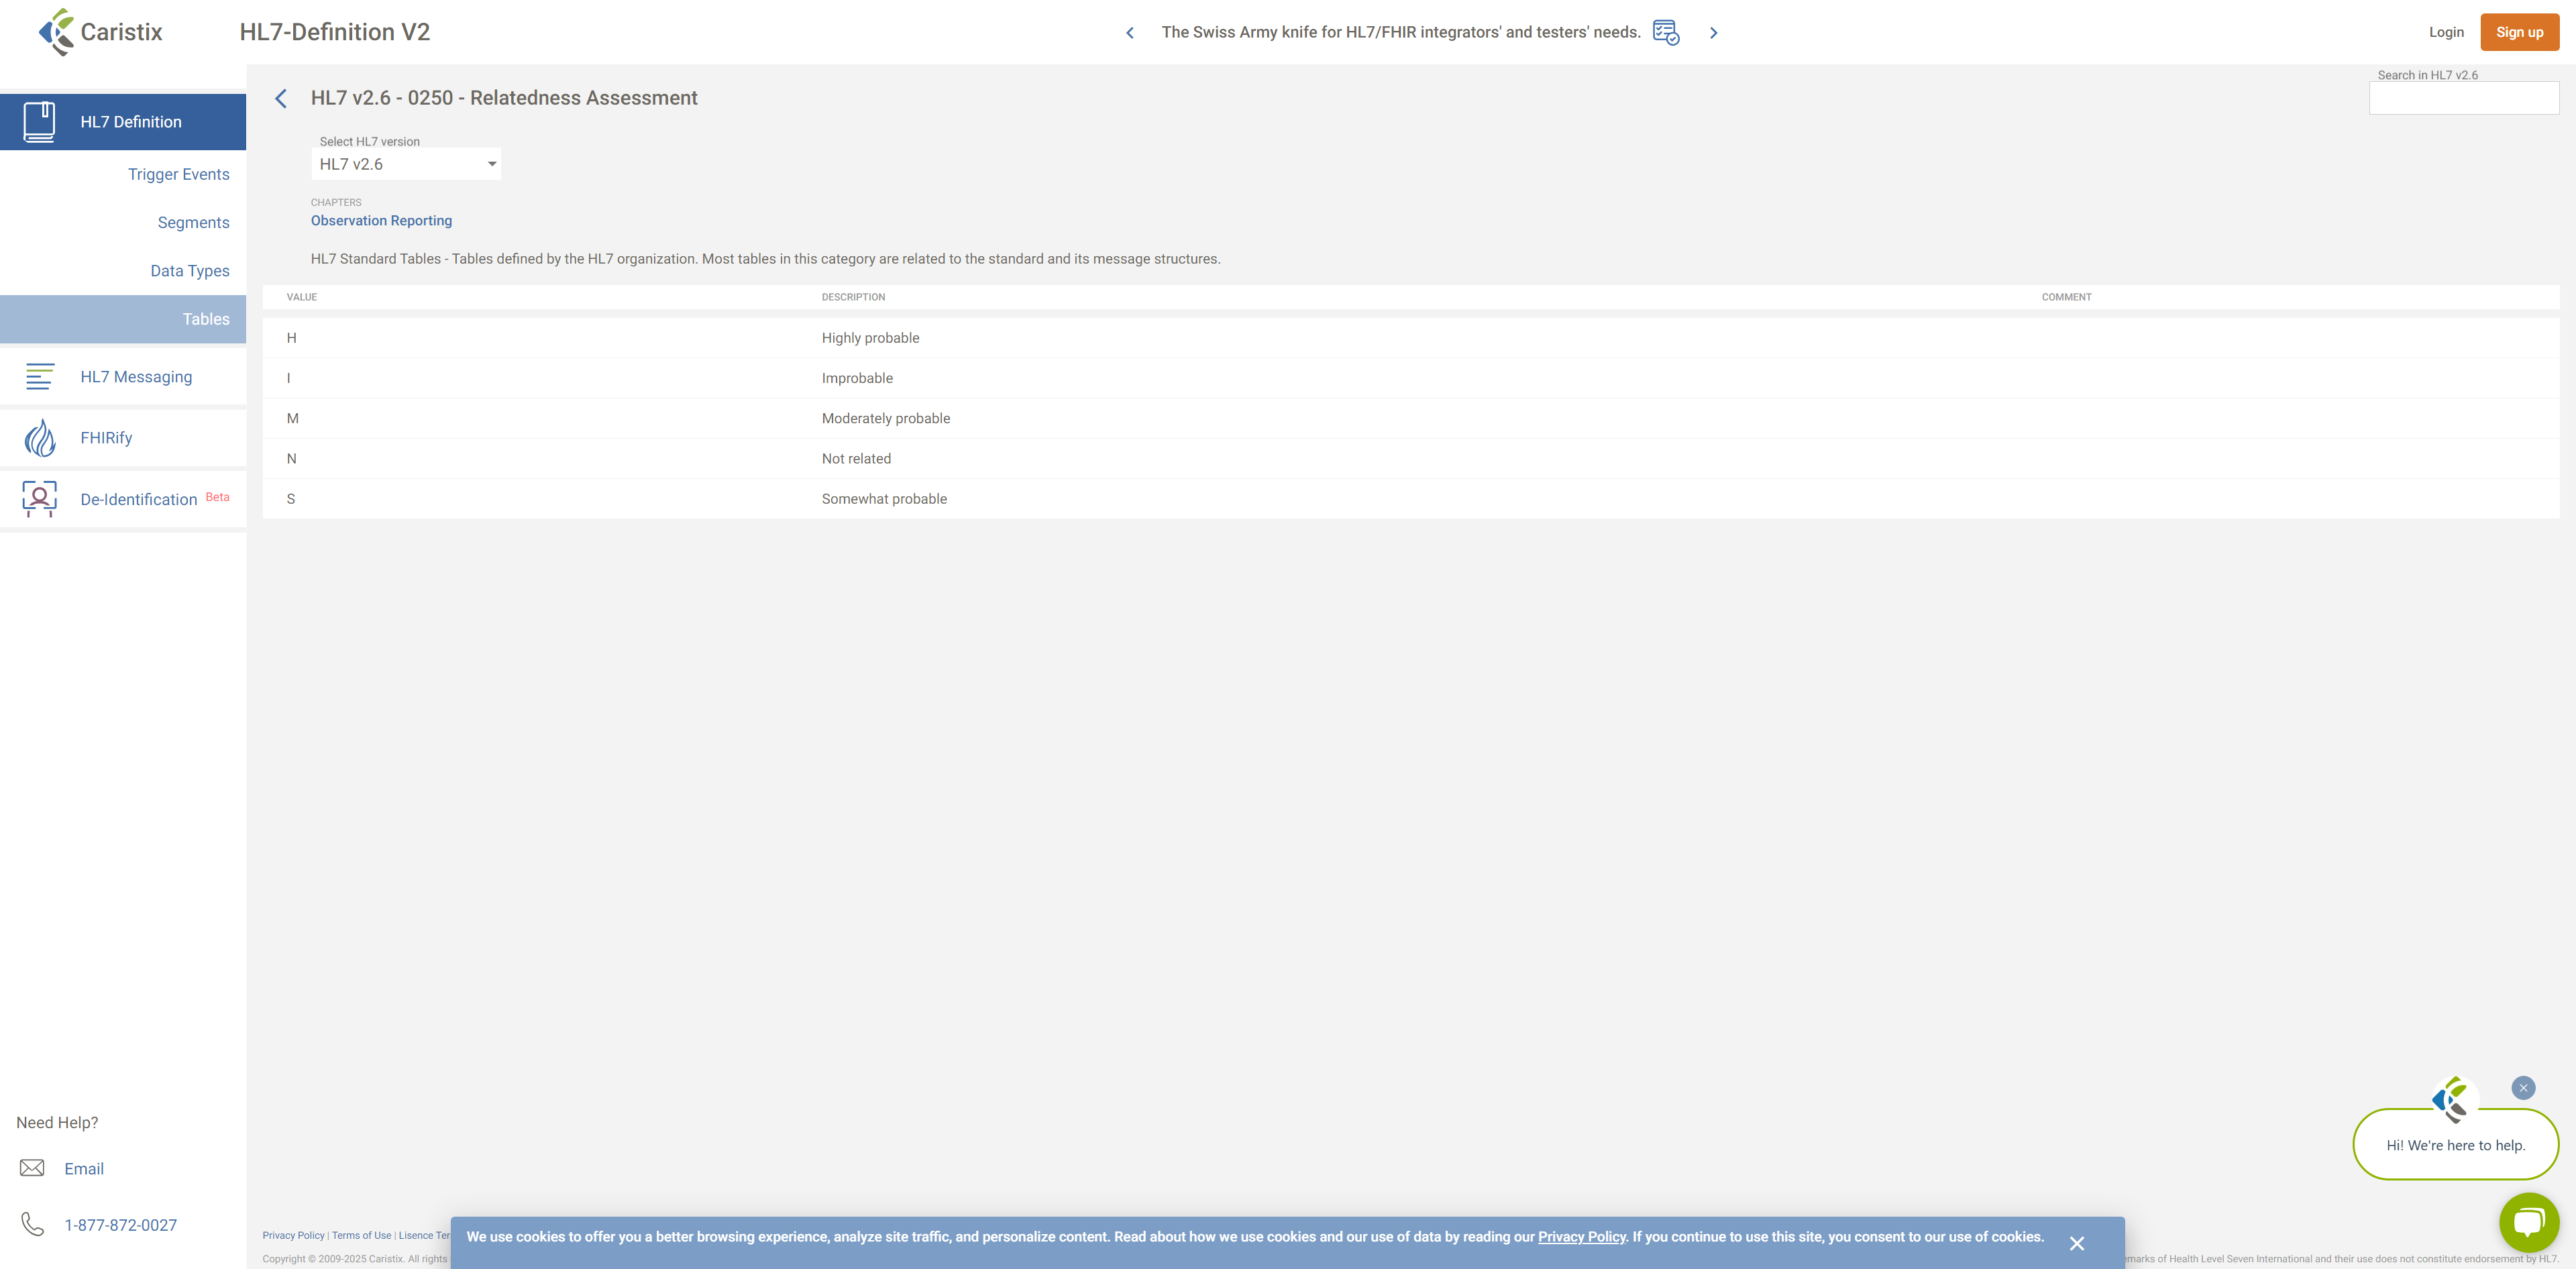 Caristix
HL7-Definition V2
The Swiss Army knife for HL7/FHIR integrators' and testers' needs.
Login
Sign up
HL7 Definition
Trigger Events
Segments
Data Types
Tables
HL7 Messaging
FHIRify
De-Identification Beta
Need Help?
Email
1-877-872-0027
HL7 v2.6 - 0250 - Relatedness Assessment
Search in HL7 v2.6
Select HL7 version
HL7 v2.6
CHAPTERS
Observation Reporting
HL7 Standard Tables - Tables defined by the HL7 organization. Most tables in this category are related to the standard and its message structures.
VALUE DESCRIPTION COMMENT
H Highly probable
I Improbable
M Moderately probable
N Not related
S Somewhat probable
Hi! We're here to help.
Privacy Policy | Terms of Use | Lisence Ter
We use cookies to offer you a better browsing experience, analyze site traffic, and personalize content. Read about how we use cookies and our use of data by reading our Privacy Policy. If you continue to use this site, you consent to our use of cookies.
Copyright © 2009-2025 Caristix. All rights
emarks of Health Level Seven International and their use does not constitute endorsement by HL7.